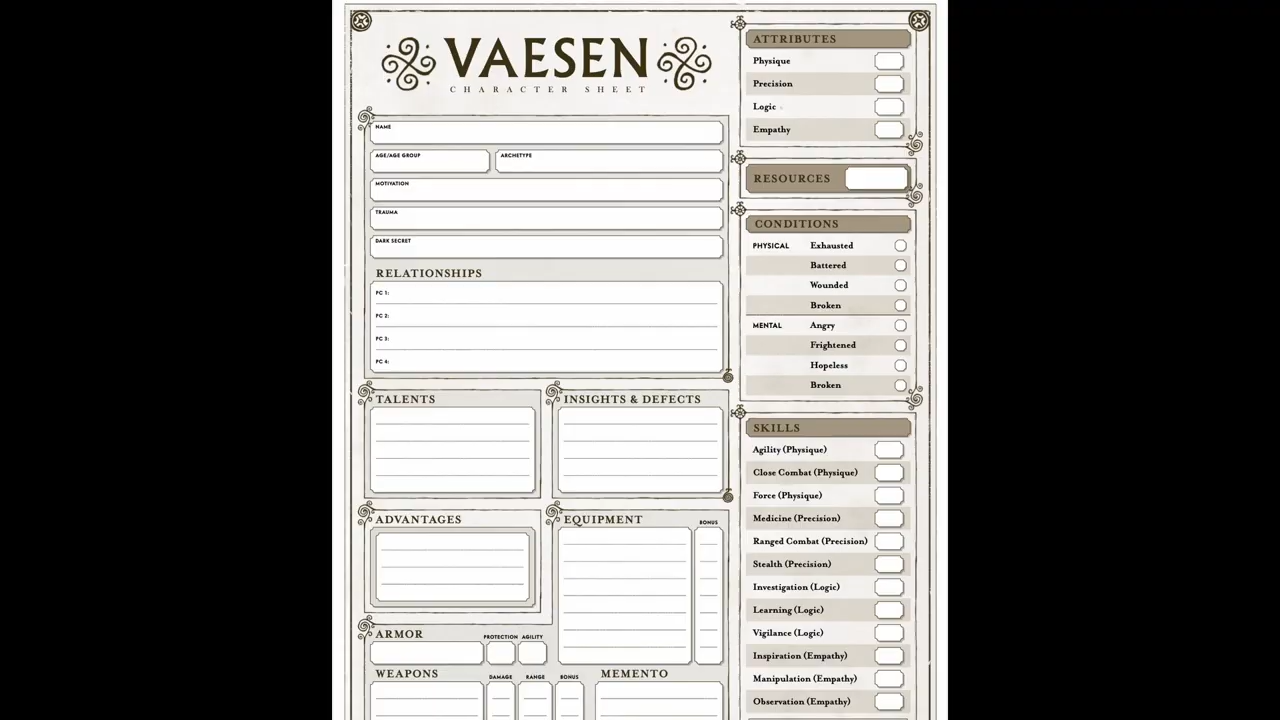 VAESEN
CHARACTER SHEET
NAME
AGE/AGE GROUP
ARCHETYPE
MOTIVATION
TRAUMA
DARK SECRET
RELATIONSHIPS
PC 1:
PC 2:
PC 3:
PC 4:
TALENTS
INSIGHTS & DEFECTS
ADVANTAGES
EQUIPMENT
BONUS
ARMOR
PROTECTION
AGILITY
WEAPONS
DAMAGE
RANGE
BONUS
MEMENTO
ATTRIBUTES
Physique
Precision
Logic
Empathy
RESOURCES
CONDITIONS
PHYSICAL Exhausted
Battered
Wounded
Broken
MENTAL Angry
Frightened
Hopeless
Broken
SKILLS
Agility (Physique)
Close Combat (Physique)
Force (Physique)
Medicine (Precision)
Ranged Combat (Precision)
Stealth (Precision)
Investigation (Logic)
Learning (Logic)
Vigilance (Logic)
Inspiration (Empathy)
Manipulation (Empathy)
Observation (Empathy)